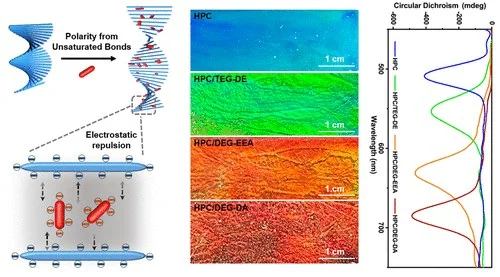 Polarity from
Unsaturated Bonds
Electrostatic
repulsion
HPC
1 cm
HPC/TEG-DE
1 cm
HPC/DEG-EEA
1 cm
HPC/DEG-DA
1 cm
Circular Dichroism (mdeg)
-600
-400
-200
0
500
600
700
Wavelength (nm)
HPC
HPC/TEG-DE
HPC/DEG-EEA
HPC/DEG-DA